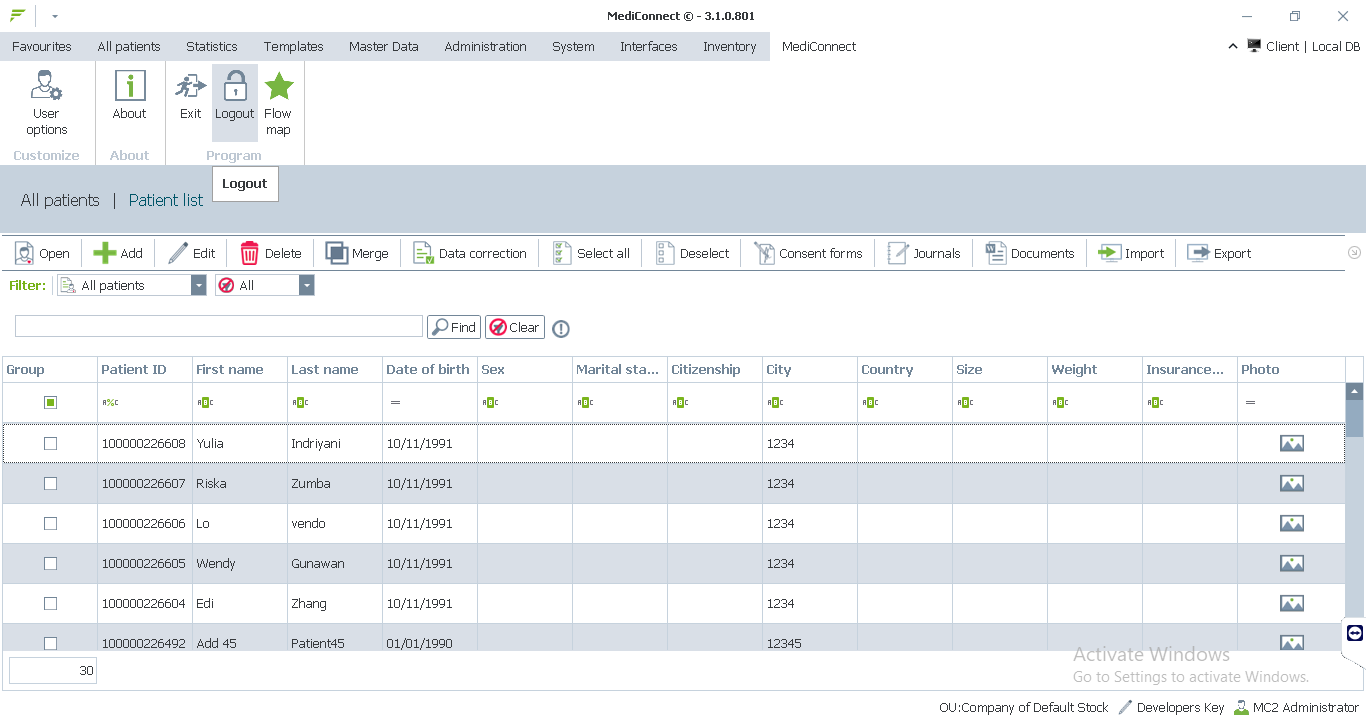 MediConnect © - 3.1.0.801
Favourites All patients Statistics Templates Master Data Administration System Interfaces Inventory MediConnect Client | Local DB
User options About Exit Logout Flow map
Customize About Program
Logout
All patients | Patient list
Open Add Edit Delete Merge Data correction Select all Deselect Consent forms Journals Documents Import Export
Filter: All patients All
Find Clear
Group Patient ID First name Last name Date of birth Sex Marital sta... Citizenship City Country Size Weight Insurance... Photo
A%C ABC ABC = ABC ABC ABC ABC ABC ABC ABC ABC =
100000226608 Yulia Indriyani 10/11/1991 1234
100000226607 Riska Zumba 10/11/1991 1234
100000226606 Lo vendo 10/11/1991 1234
100000226605 Wendy Gunawan 10/11/1991 1234
100000226604 Edi Zhang 10/11/1991 1234
100000226492 Add 45 Patient45 01/01/1990 12345
30
Activate Windows
Go to Settings to activate Windows.
OU:Company of Default Stock Developers Key MC2 Administrator